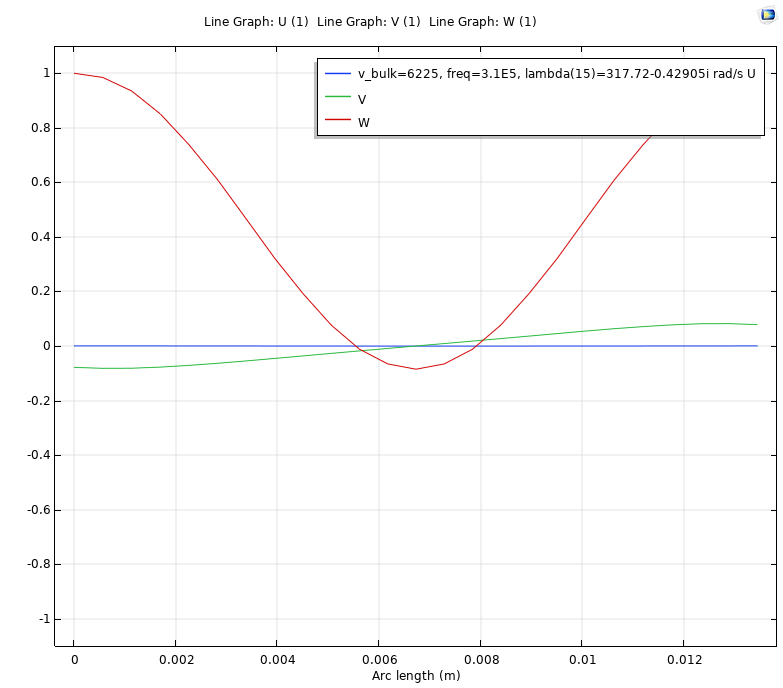 Line Graph: U (1)  Line Graph: V (1)  Line Graph: W (1)
v_bulk=6225, freq=3.1E5, lambda(15)=317.72-0.42905i rad/s U
V
W
1
0.8
0.6
0.4
0.2
0
-0.2
-0.4
-0.6
-0.8
-1
0 0.002 0.004 0.006 0.008 0.01 0.012
Arc length (m)